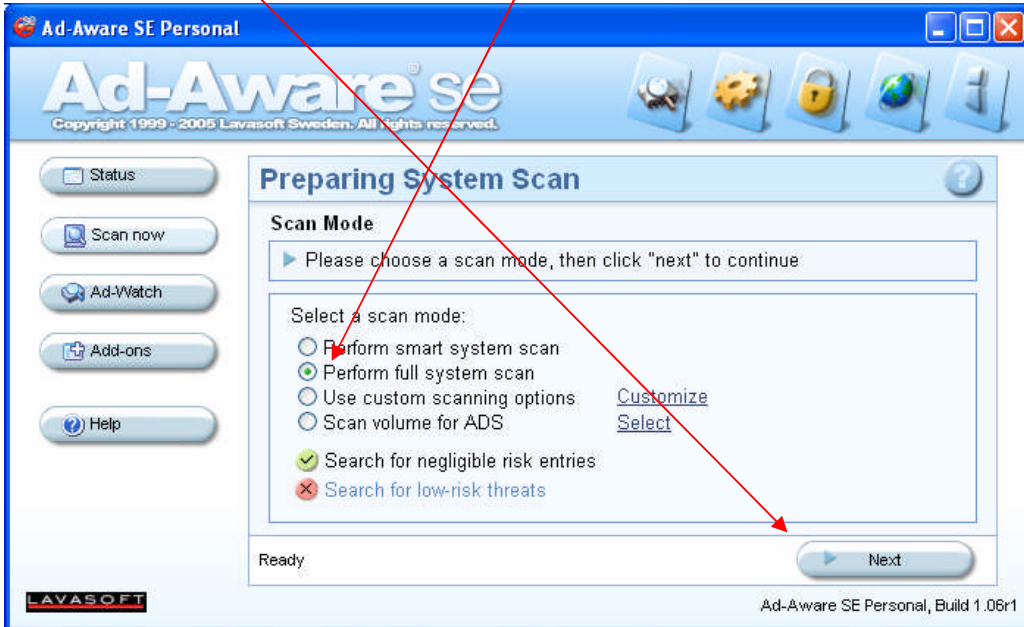 Ad-Aware SE Personal
Ad-Aware® SE
Copyright 1999 - 2005 Lavasoft Sweden. All rights reserved.
Status
Scan now
Ad-Watch
Add-ons
Help
Preparing System Scan
?
Scan Mode
Please choose a scan mode, then click "next" to continue
Select a scan mode:
Perform smart system scan
Perform full system scan
Use custom scanning options Customize
Scan volume for ADS Select
Search for negligible risk entries
Search for low-risk threats
Ready
Next
LAVASOFT
Ad-Aware SE Personal, Build 1.06r1